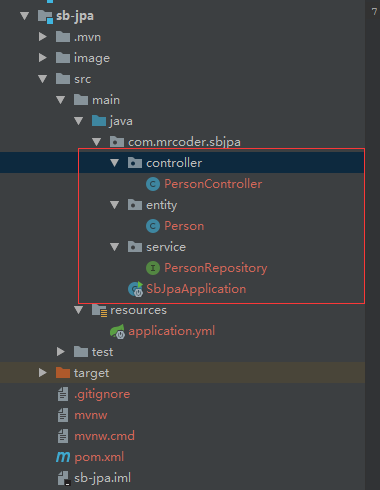 sb-jpa
7
.mvn
image
src
main
java
com.mrcoder.sbjpa
controller
C PersonController
entity
C Person
service
I PersonRepository
C SbJpaApplication
resources
application.yml
test
target
.gitignore
mvnw
mvnw.cmd
pom.xml
sb-jpa.iml